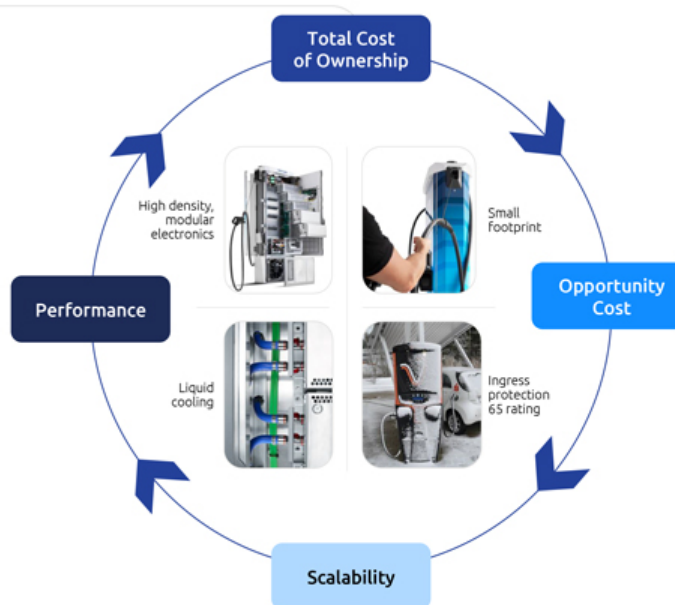 Total Cost
of Ownership
High density,
modular
electronics
Small
footprint
Performance
Opportunity
Cost
Liquid
cooling
Ingress
protection
65 rating
Scalability